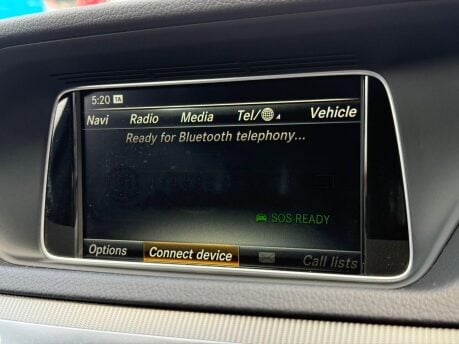 5:20 TA
Navi Radio Media Tel/ Vehicle
Ready for Bluetooth telephony...
SOS READY
Options Connect device Call lists